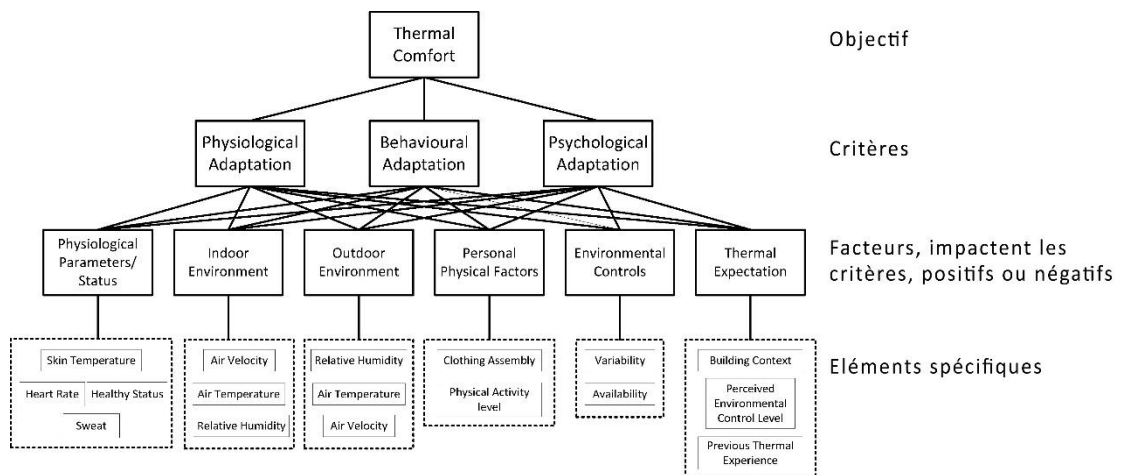 Thermal
Comfort
Objectif
Physiological
Adaptation
Behavioural
Adaptation
Psychological
Adaptation
Critères
Physiological
Parameters/
Status
Indoor
Environment
Outdoor
Environment
Personal
Physical Factors
Environmental
Controls
Thermal
Expectation
Facteurs, impactent les
critères, positifs ou négatifs
Skin Temperature
Heart Rate
Healthy Status
Sweat
Air Velocity
Air Temperature
Relative Humidity
Relative Humidity
Air Temperature
Air Velocity
Clothing Assembly
Physical Activity
level
Variability
Availability
Building Context
Perceived
Environmental
Control Level
Previous Thermal
Experience
Eléments spécifiques